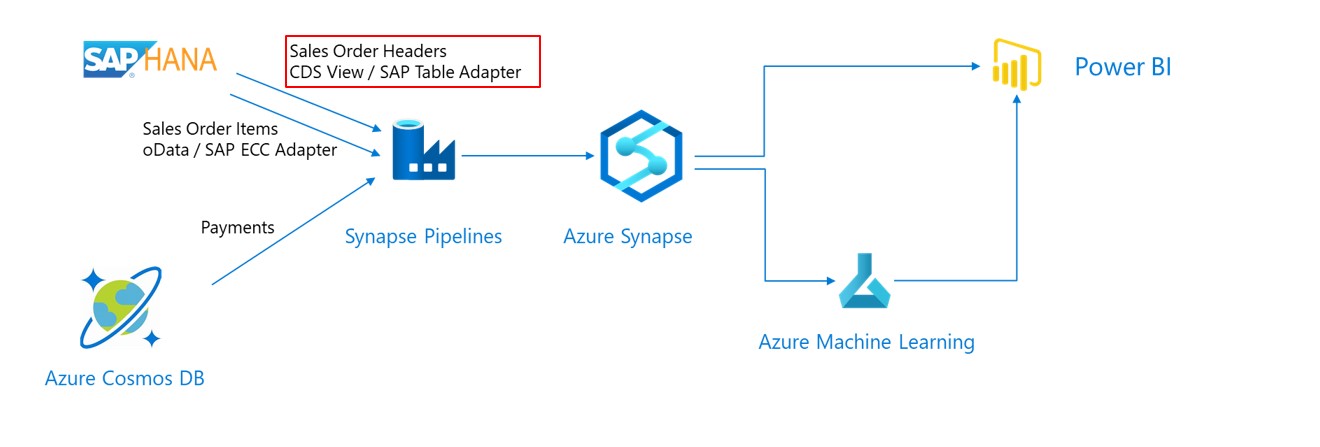 SAP HANA
®
Sales Order Headers
CDS View / SAP Table Adapter
Power BI
Sales Order Items
oData / SAP ECC Adapter
Payments
Synapse Pipelines
Azure Synapse
Azure Machine Learning
Azure Cosmos DB